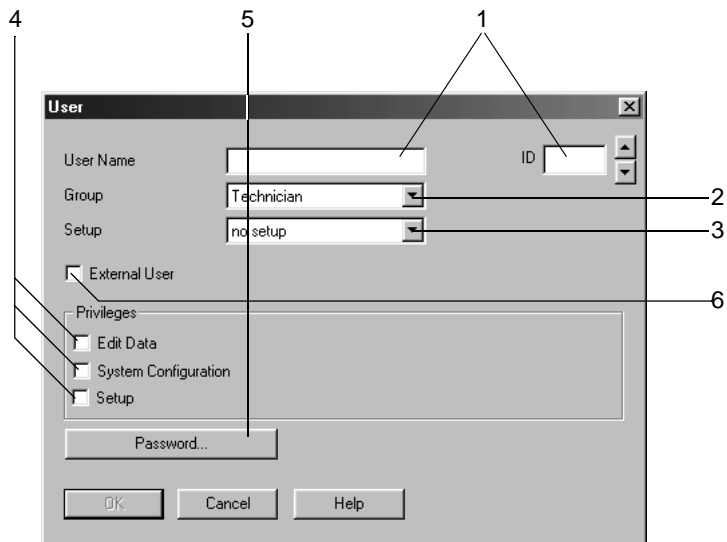 4 5 1
User
User Name ID
Group Technician 2
Setup no setup 3
External User
6
Privileges
Edit Data
System Configuration
Setup
Password...
OK Cancel Help